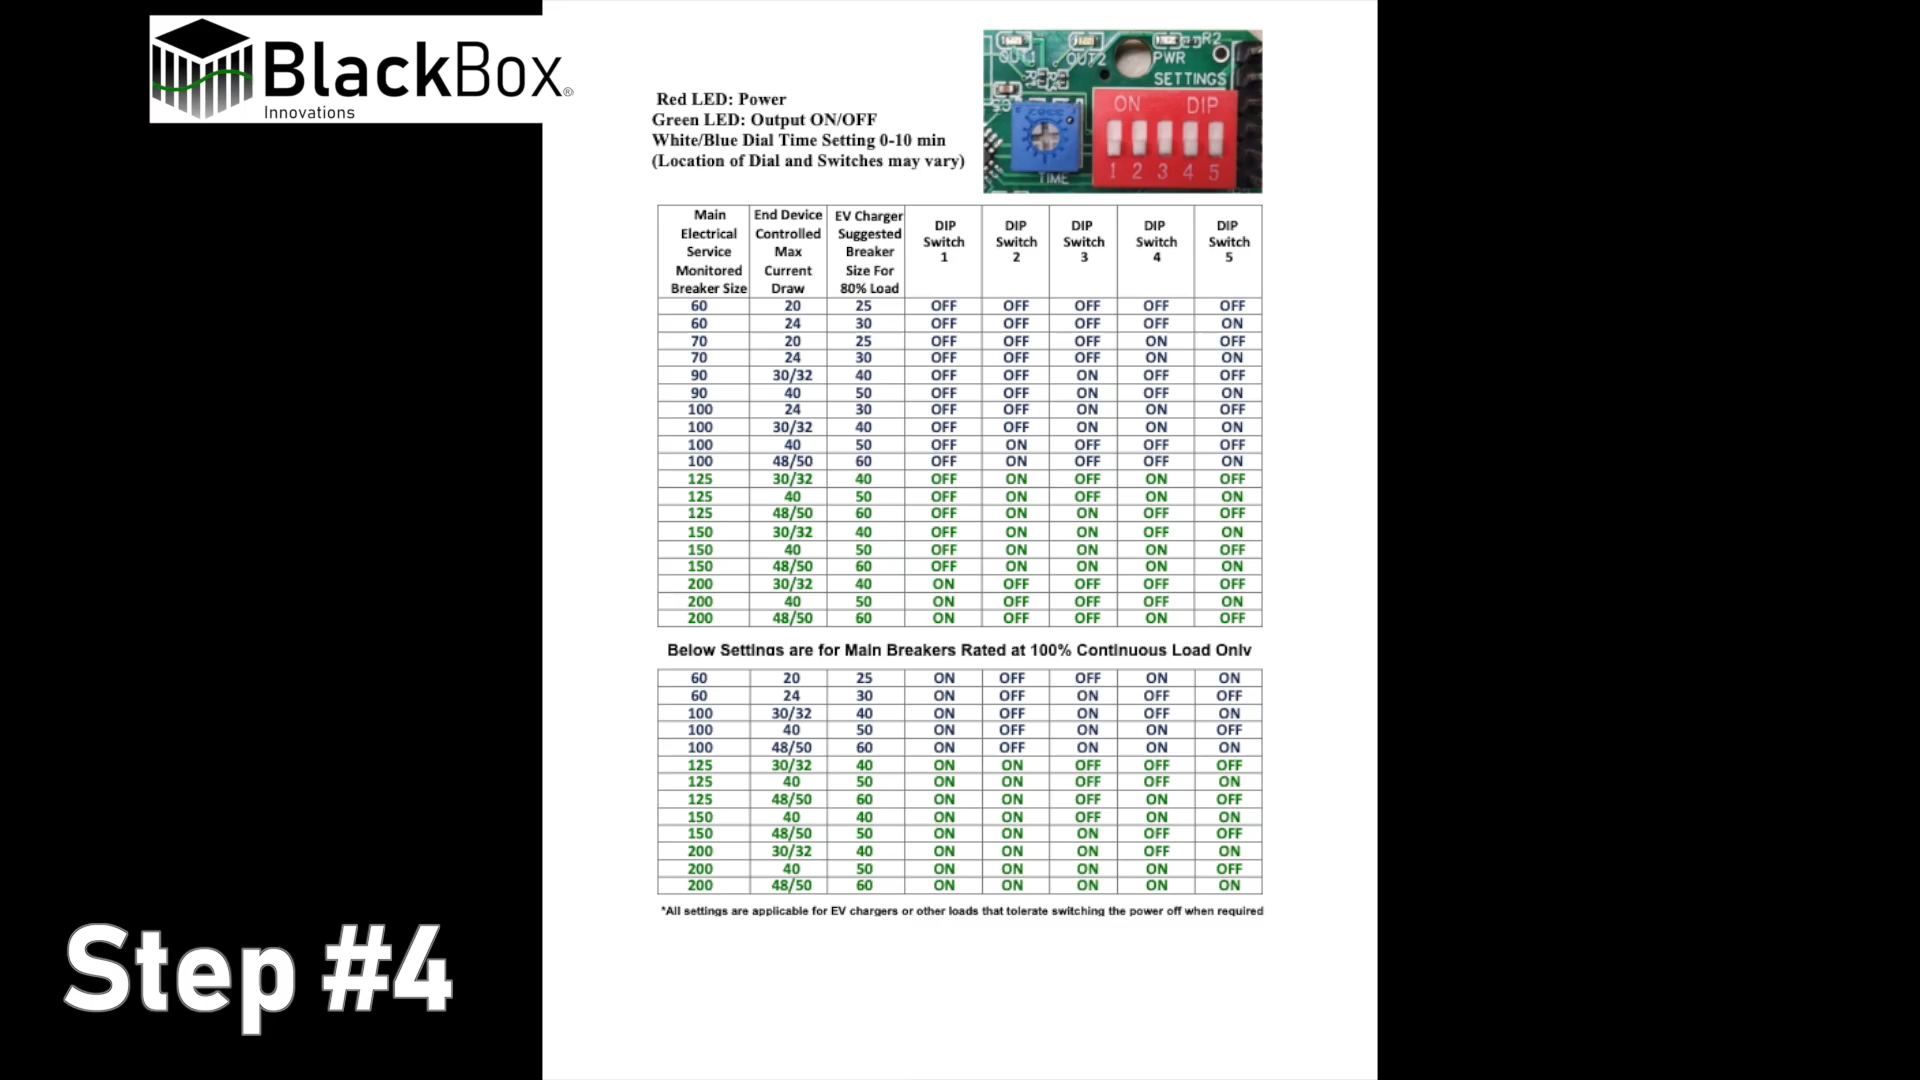 BlackBox®
Innovations
Red LED: Power
Green LED: Output ON/OFF
White/Blue Dial Time Setting 0-10 min
(Location of Dial and Switches may vary)
OUT1 OUT2 PWR R2
SETTINGS
ON DIP
1 2 3 4 5
TIME
Main Electrical Service Monitored Breaker Size | End Device Controlled Max Current Draw | EV Charger Suggested Breaker Size For 80% Load | DIP Switch 1 | DIP Switch 2 | DIP Switch 3 | DIP Switch 4 | DIP Switch 5
60 20 25 OFF OFF OFF OFF OFF
60 24 30 OFF OFF OFF OFF ON
70 20 25 OFF OFF OFF ON OFF
70 24 30 OFF OFF OFF ON ON
90 30/32 40 OFF OFF ON OFF OFF
90 40 50 OFF OFF ON OFF ON
100 24 30 OFF OFF ON ON OFF
100 30/32 40 OFF OFF ON ON ON
100 40 50 OFF ON OFF OFF OFF
100 48/50 60 OFF ON OFF OFF ON
125 30/32 40 OFF ON OFF ON OFF
125 40 50 OFF ON OFF ON ON
125 48/50 60 OFF ON ON OFF OFF
150 30/32 40 OFF ON ON OFF ON
150 40 50 OFF ON ON ON OFF
150 48/50 60 OFF ON ON ON ON
200 30/32 40 ON OFF OFF OFF OFF
200 40 50 ON OFF OFF OFF ON
200 48/50 60 ON OFF OFF ON OFF
Below Settings are for Main Breakers Rated at 100% Continuous Load Only
60 20 25 ON OFF OFF ON ON
60 24 30 ON OFF ON OFF OFF
100 30/32 40 ON OFF ON OFF ON
100 40 50 ON OFF ON ON OFF
100 48/50 60 ON OFF ON ON ON
125 30/32 40 ON ON OFF OFF OFF
125 40 50 ON ON OFF OFF ON
125 48/50 60 ON ON OFF ON OFF
150 40 40 ON ON OFF ON ON
150 48/50 50 ON ON ON OFF OFF
200 30/32 40 ON ON ON OFF ON
200 40 50 ON ON ON ON OFF
200 48/50 60 ON ON ON ON ON
*All settings are applicable for EV chargers or other loads that tolerate switching the power off when required
Step #4